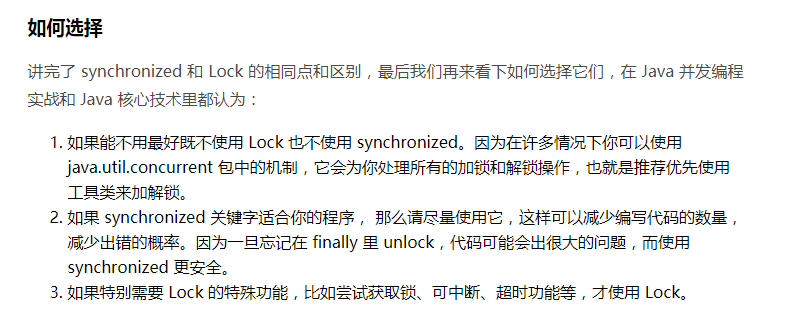 如何选择
讲完了 synchronized 和 Lock 的相同点和区别，最后我们再来看下如何选择它们，在 Java 并发编程
实战和 Java 核心技术里都认为：
1. 如果能不用最好既不使用 Lock 也不使用 synchronized。因为在许多情况下你可以使用
java.util.concurrent 包中的机制，它会为你处理所有的加锁和解锁操作，也就是推荐优先使用
工具类来加解锁。
2. 如果 synchronized 关键字适合你的程序， 那么请尽量使用它，这样可以减少编写代码的数量，
减少出错的概率。因为一旦忘记在 finally 里 unlock，代码可能会出很大的问题，而使用
synchronized 更安全。
3. 如果特别需要 Lock 的特殊功能，比如尝试获取锁、可中断、超时功能等，才使用 Lock。